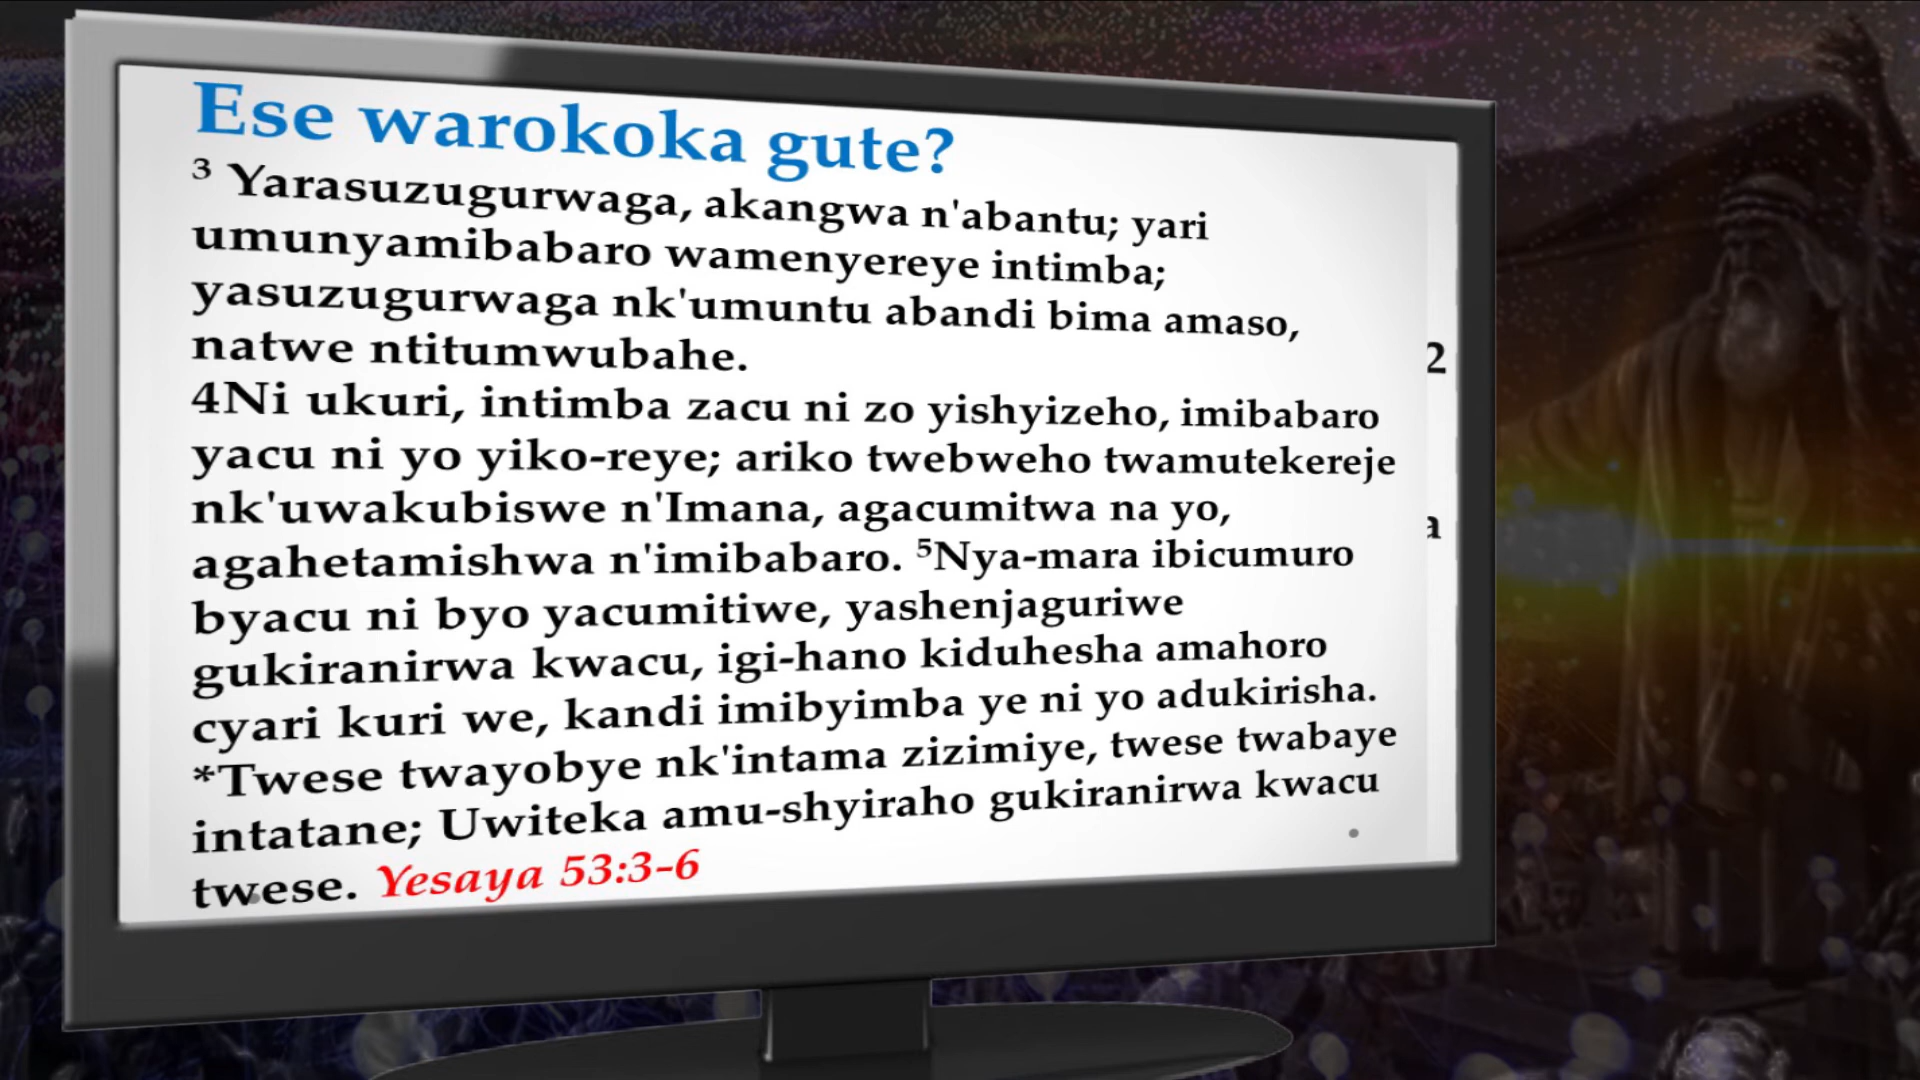 Ese warokoka gute?
³ Yarasuzugurwaga, akangwa n'abantu; yari
umunyamibabaro wamenyereye intimba;
yasuzugurwaga nk'umuntu abandi bima amaso,
natwe ntitumwubahe.
4Ni ukuri, intimba zacu ni zo yishyizeho, imibabaro
yacu ni yo yiko-reye; ariko twebweho twamutekereje
nk'uwakubiswe n'Imana, agacumitwa na yo,
agahetamishwa n'imibabaro. ⁵Nya-mara ibicumuro
byacu ni byo yacumitiwe, yashenjaguriwe
gukiranirwa kwacu, igi-hano kiduhesha amahoro
cyari kuri we, kandi imibyimba ye ni yo adukirisha.
*Twese twayobye nk'intama zizimiye, twese twabaye
intatane; Uwiteka amu-shyiraho gukiranirwa kwacu
twese. Yesaya 53:3-6
2
a